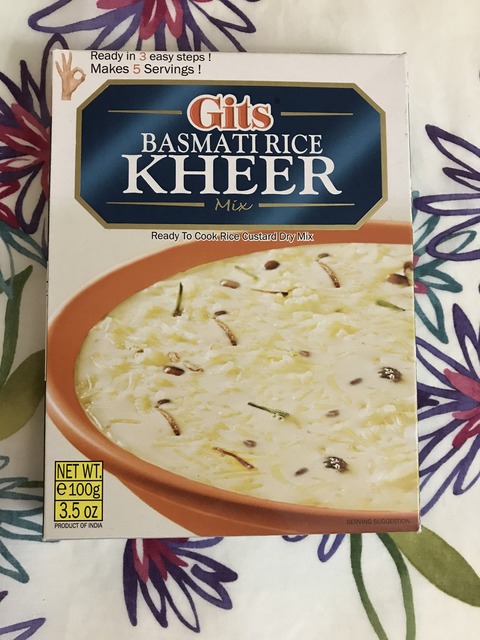 Ready in 3 easy steps !
Makes 5 Servings !
Gits
BASMATI RICE
KHEER
Mix
Ready To Cook Rice Custard Dry Mix
NET WT.
℮100g
3.5 oz
PRODUCT OF INDIA
SERVING SUGGESTION